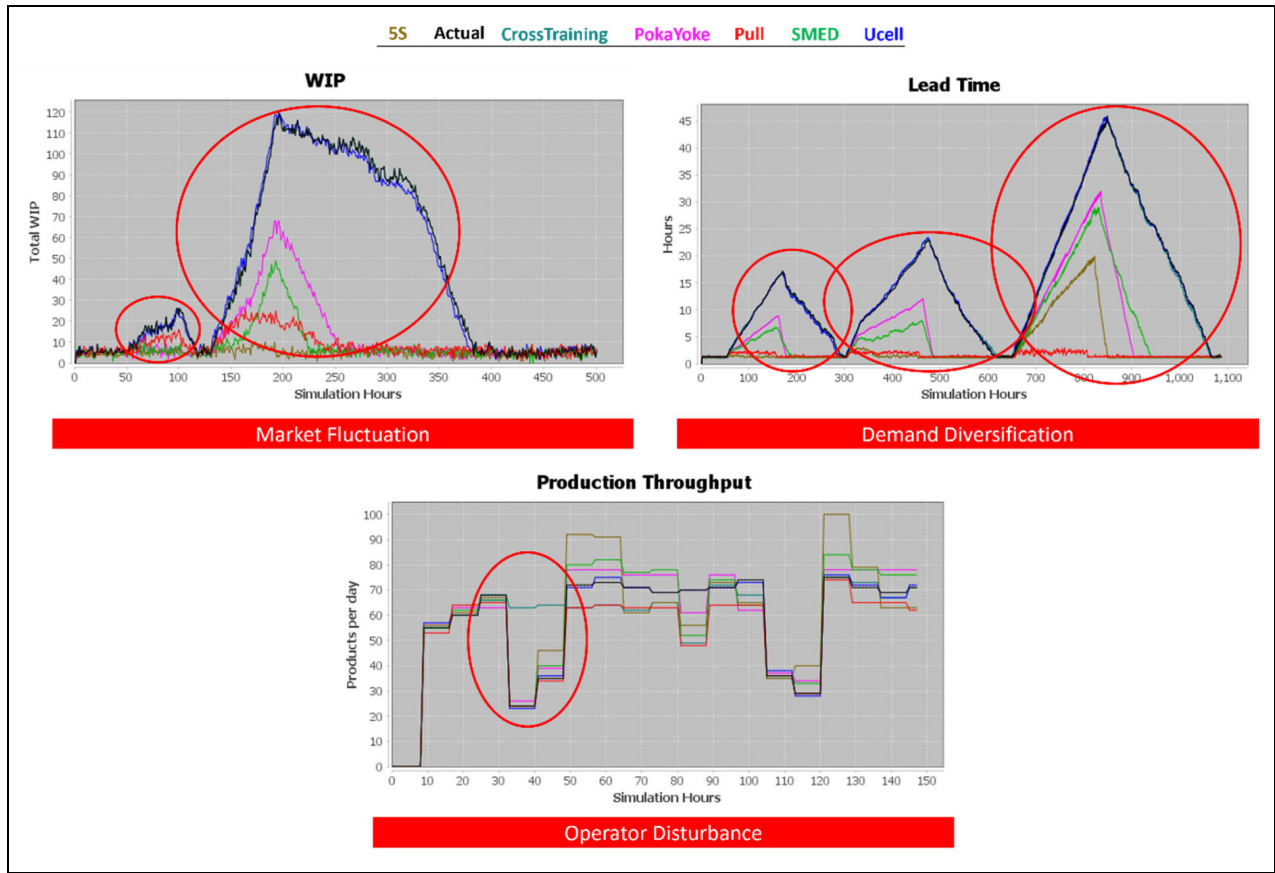 5S Actual CrossTraining PokaYoke Pull SMED Ucell
WIP
Total WIP
120
110
100
90
80
70
60
50
40
30
20
10
0
0 50 100 150 200 250 300 350 400 450 500
Simulation Hours
Market Fluctuation
Lead Time
Hours
45
40
35
30
25
20
15
10
5
0
0 100 200 300 400 500 600 700 800 900 1,000 1,100
Simulation Hours
Demand Diversification
Production Throughput
Products per day
100
90
80
70
60
50
40
30
20
10
0
0 10 20 30 40 50 60 70 80 90 100 110 120 130 140 150
Simulation Hours
Operator Disturbance